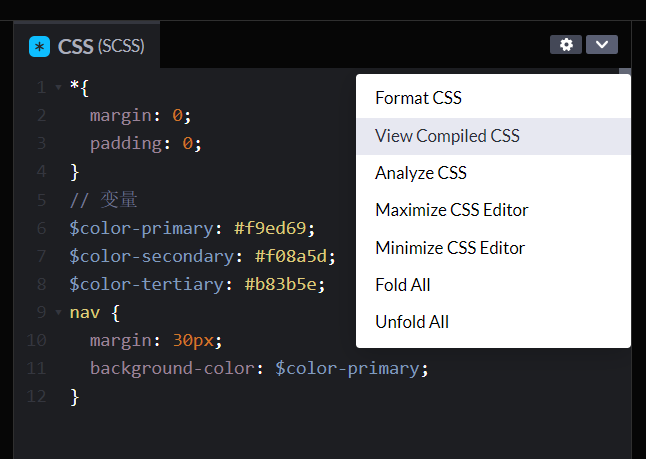 CSS (SCSS)
1 *{
2 margin: 0;
3 padding: 0;
4 }
5 // 变量
6 $color-primary: #f9ed69;
7 $color-secondary: #f08a5d;
8 $color-tertiary: #b83b5e;
9 nav {
10 margin: 30px;
11 background-color: $color-primary;
12 }
Format CSS
View Compiled CSS
Analyze CSS
Maximize CSS Editor
Minimize CSS Editor
Fold All
Unfold All